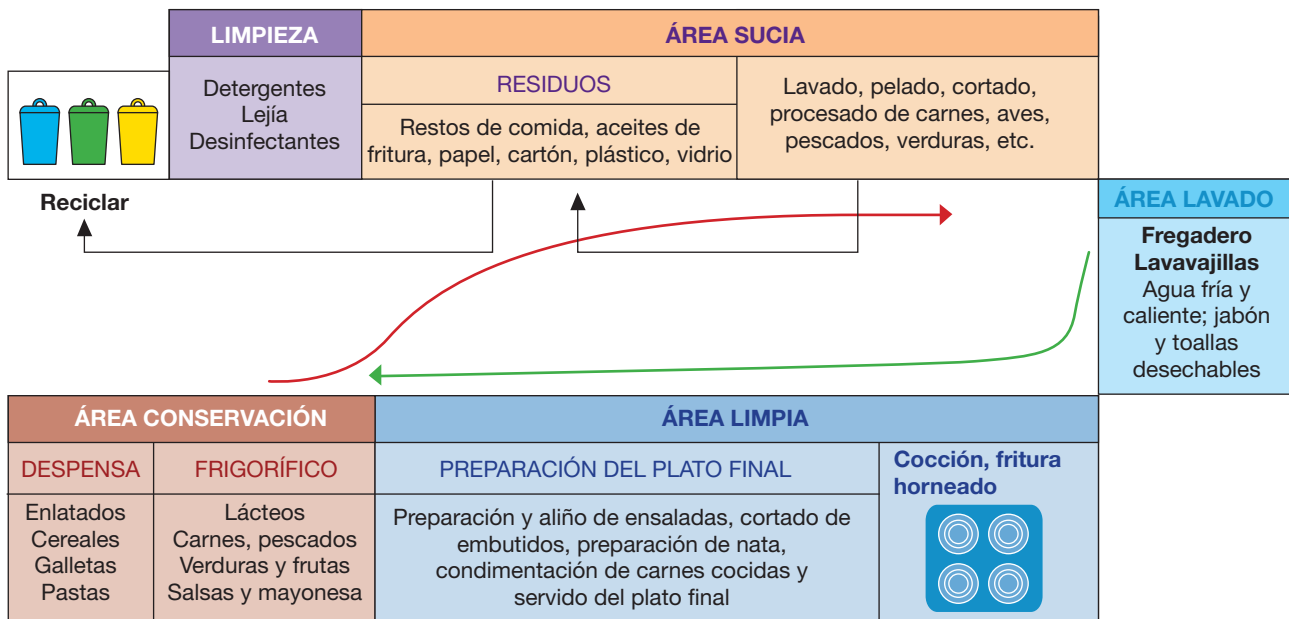 LIMPIEZA
Detergentes
Lejía
Desinfectantes
ÁREA SUCIA
RESIDUOS
Restos de comida, aceites de
fritura, papel, cartón, plástico, vidrio
Lavado, pelado, cortado,
procesado de carnes, aves,
pescados, verduras, etc.
Reciclar
ÁREA LAVADO
Fregadero
Lavavajillas
Agua fría y
caliente; jabón
y toallas
desechables
ÁREA CONSERVACIÓN
DESPENSA
Enlatados
Cereales
Galletas
Pastas
FRIGORÍFICO
Lácteos
Carnes, pescados
Verduras y frutas
Salsas y mayonesa
ÁREA LIMPIA
PREPARACIÓN DEL PLATO FINAL
Preparación y aliño de ensaladas, cortado de
embutidos, preparación de nata,
condimentación de carnes cocidas y
servido del plato final
Cocción, fritura
horneado